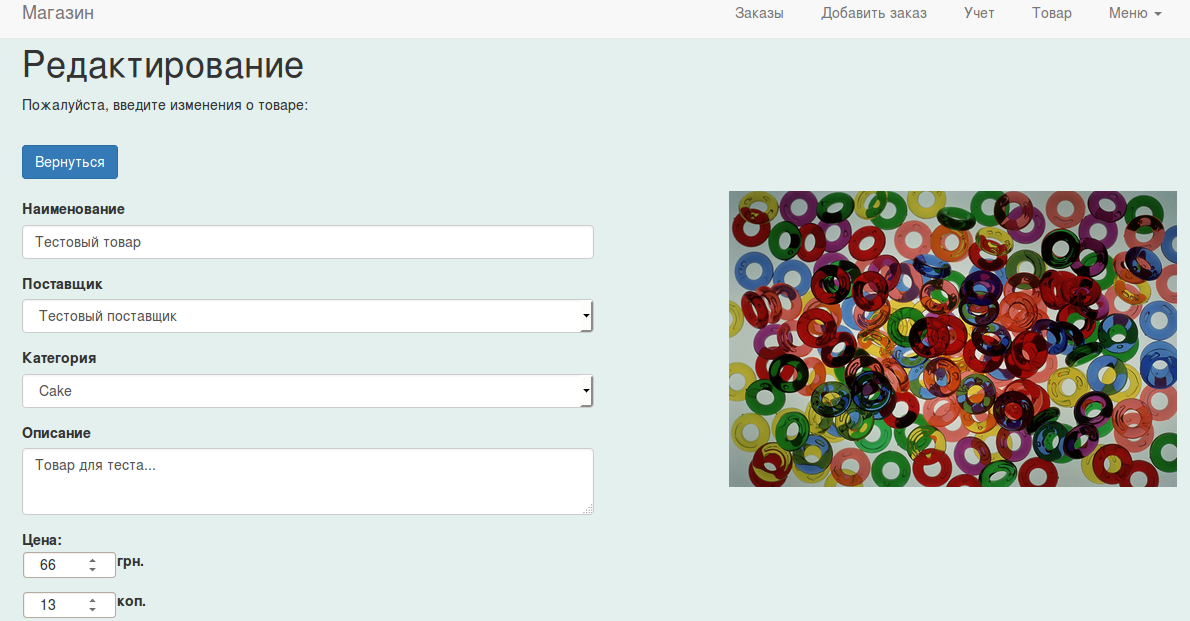 Магазин Заказы Добавить заказ Учет Товар Меню
Редактирование
Пожалуйста, введите изменения о товаре:
Вернуться
Наименование
Тестовый товар
Поставщик
Тестовый поставщик
Категория
Cake
Описание
Товар для теста...
Цена:
66 грн.
13 коп.